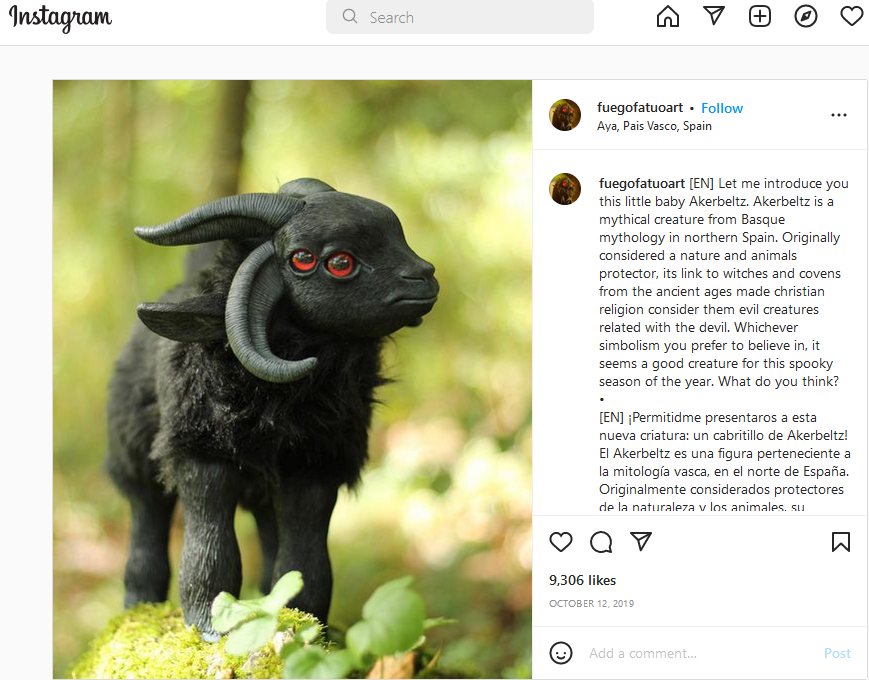 Instagram
Search
fuegofatuoart • Follow
Aya, Pais Vasco, Spain
fuegofatuoart [EN] Let me introduce you
this little baby Akerbeltz. Akerbeltz is a
mythical creature from Basque
mythology in northern Spain. Originally
considered a nature and animals
protector, its link to witches and covens
from the ancient ages made christian
religion consider them evil creatures
related with the devil. Whichever
simbolism you prefer to believe in, it
seems a good creature for this spooky
season of the year. What do you think?
•
[EN] ¡Permitidme presentaros a esta
nueva criatura: un cabritillo de Akerbeltz!
El Akerbeltz es una figura perteneciente a
la mitología vasca, en el norte de España.
Originalmente considerados protectores
de la naturaleza y los animales, su
9,306 likes
OCTOBER 12, 2019
Add a comment...
Post